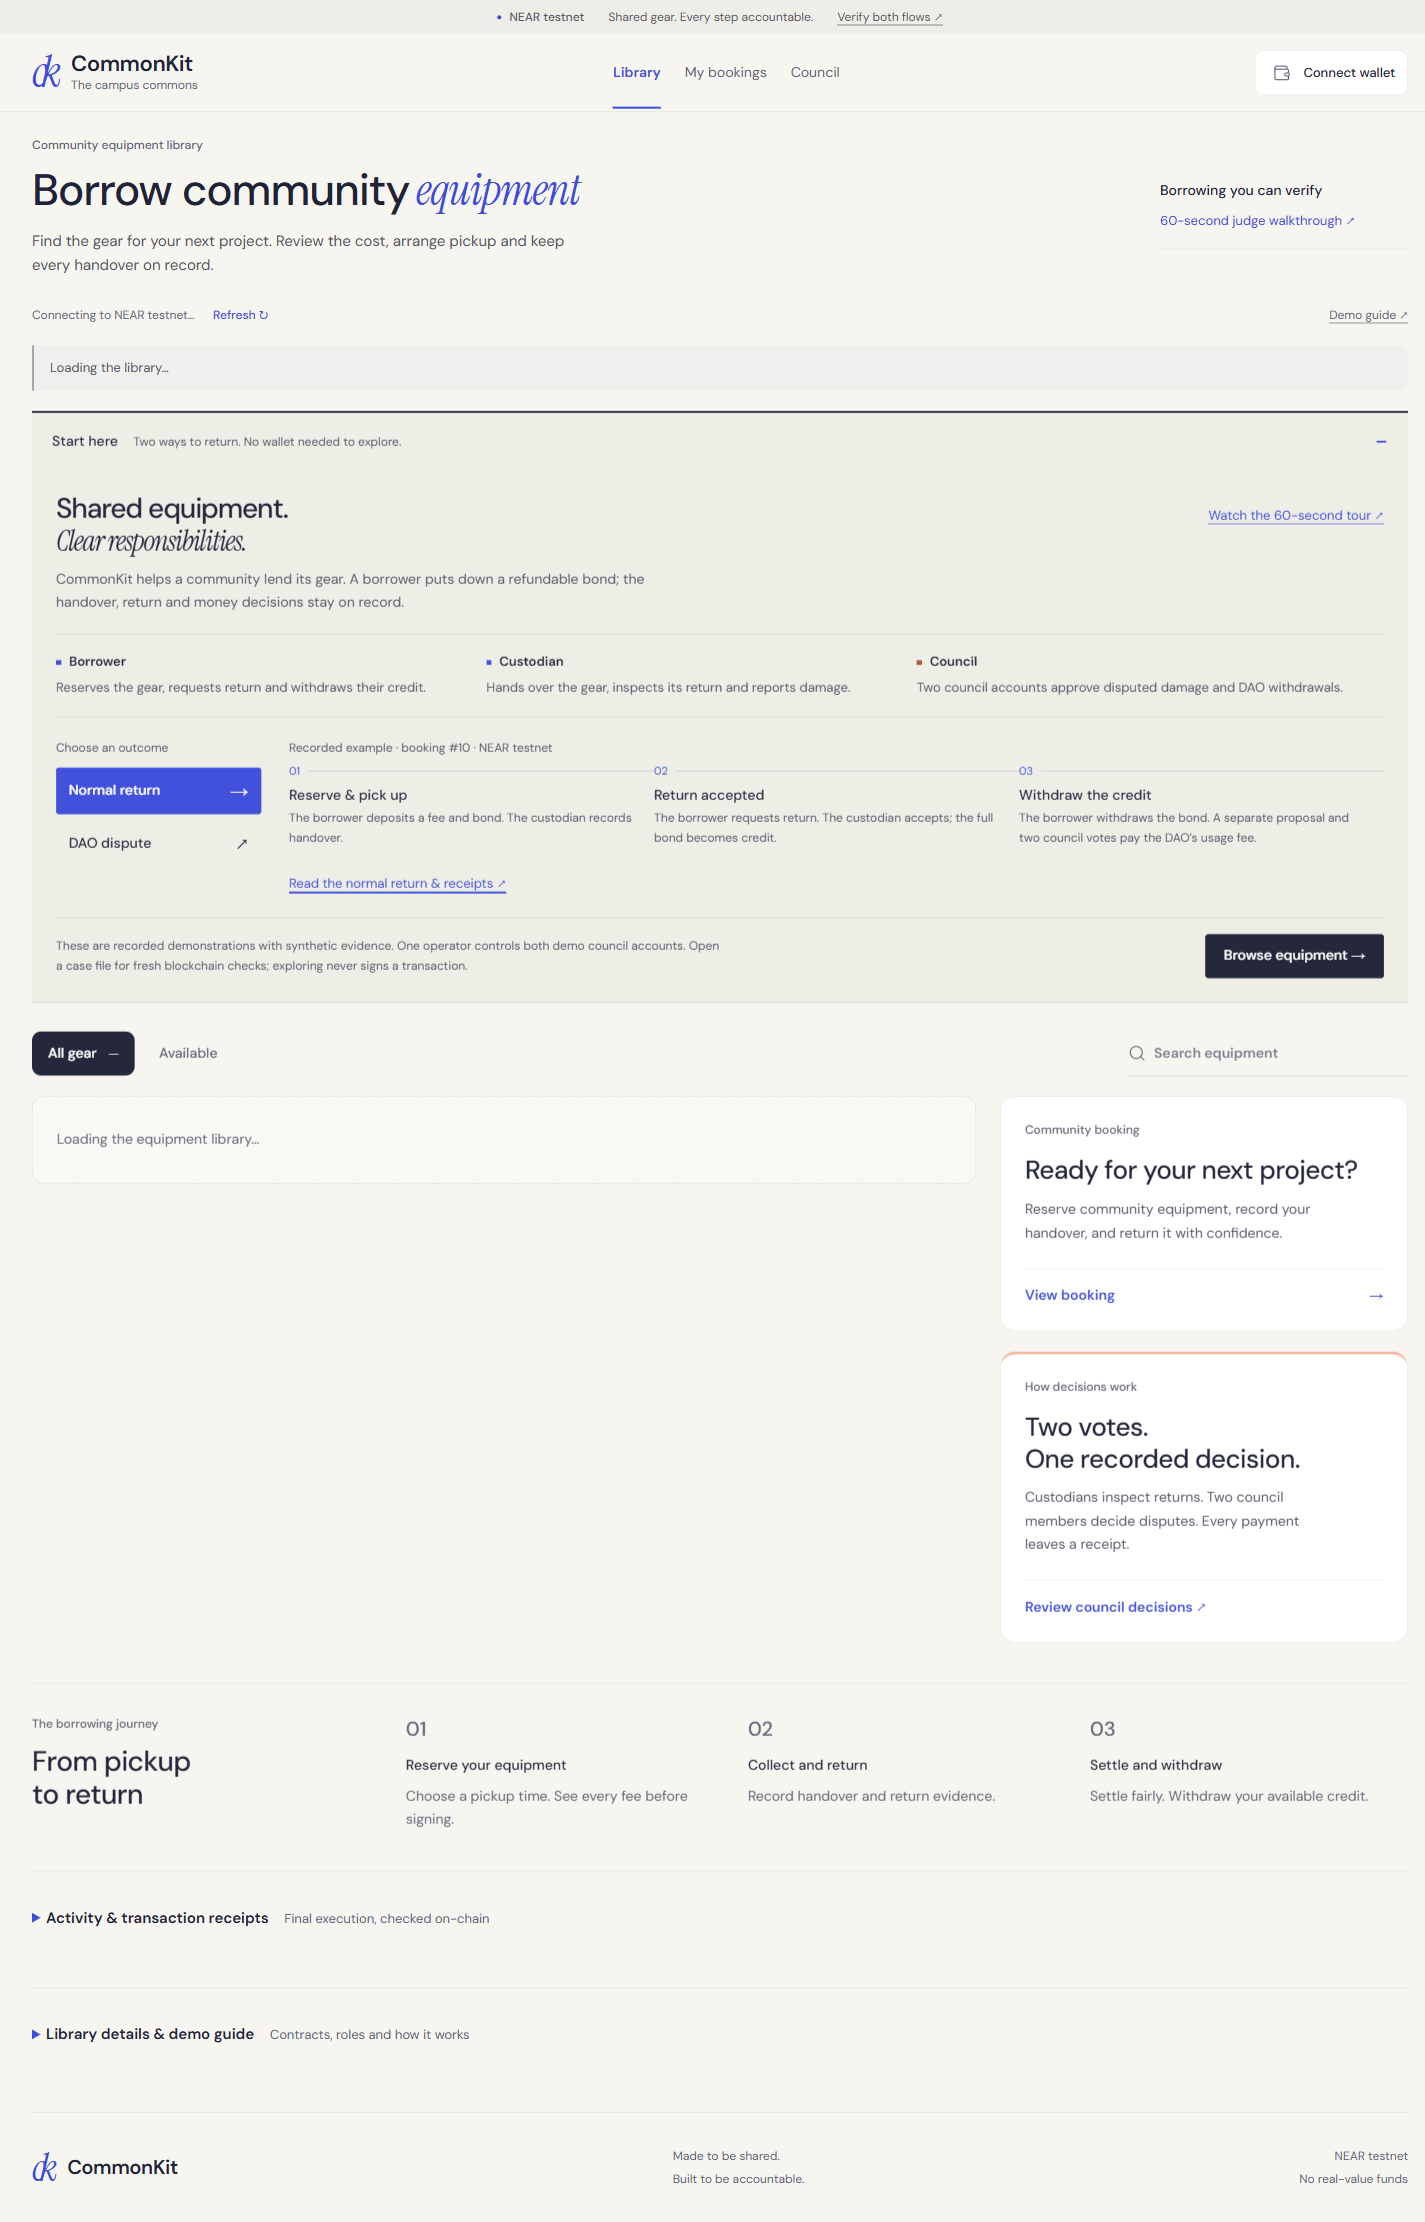 NEAR testnet
Shared gear. Every step accountable.
Verify both flows ↗
CommonKit
The campus commons
Library
My bookings
Council
Connect wallet
Community equipment library
Borrow community equipment
Find the gear for your next project. Review the cost, arrange pickup and keep
every handover on record.
Borrowing you can verify
60-second judge walkthrough ↗
Connecting to NEAR testnet…
Refresh ↻
Demo guide ↗
Loading the library…
Start here
Two ways to return. No wallet needed to explore.
Shared equipment.
Clear responsibilities.
Watch the 60-second tour ↗
CommonKit helps a community lend its gear. A borrower puts down a refundable bond; the
handover, return and money decisions stay on record.
Borrower
Reserves the gear, requests return and withdraws their credit.
Custodian
Hands over the gear, inspects its return and reports damage.
Council
Two council accounts approve disputed damage and DAO withdrawals.
Choose an outcome
Normal return →
DAO dispute ↗
Recorded example · booking #10 · NEAR testnet
01
Reserve & pick up
The borrower deposits a fee and bond. The custodian records
handover.
02
Return accepted
The borrower requests return. The custodian accepts; the full
bond becomes credit.
03
Withdraw the credit
The borrower withdraws the bond. A separate proposal and
two council votes pay the DAO's usage fee.
Read the normal return & receipts ↗
These are recorded demonstrations with synthetic evidence. One operator controls both demo council accounts. Open
a case file for fresh blockchain checks; exploring never signs a transaction.
Browse equipment →
All gear —
Available
Search equipment
Loading the equipment library…
Community booking
Ready for your next project?
Reserve community equipment, record your
handover, and return it with confidence.
View booking →
How decisions work
Two votes.
One recorded decision.
Custodians inspect returns. Two council
members decide disputes. Every payment
leaves a receipt.
Review council decisions ↗
The borrowing journey
From pickup
to return
01
Reserve your equipment
Choose a pickup time. See every fee before
signing.
02
Collect and return
Record handover and return evidence.
03
Settle and withdraw
Settle fairly. Withdraw your available credit.
Activity & transaction receipts
Final execution, checked on-chain
Library details & demo guide
Contracts, roles and how it works
CommonKit
Made to be shared.
Built to be accountable.
NEAR testnet
No real-value funds